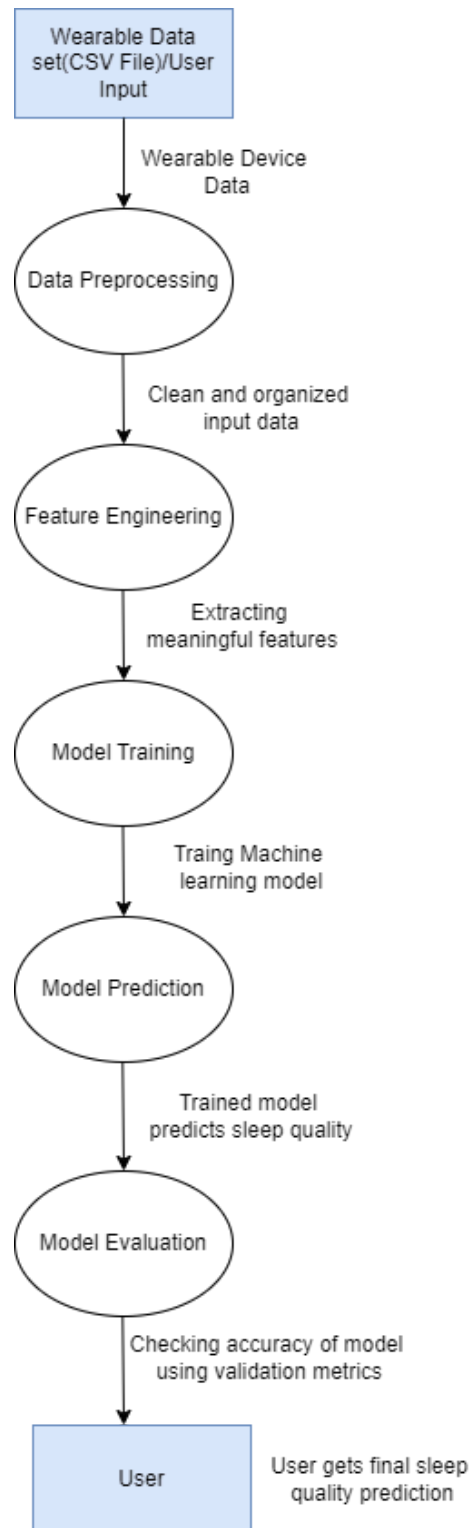 Wearable Data
set(CSV File)/User
Input
Wearable Device
Data
Data Preprocessing
Clean and organized
input data
Feature Engineering
Extracting
meaningful features
Model Training
Traing Machine
learning model
Model Prediction
Trained model
predicts sleep quality
Model Evaluation
Checking accuracy of model
using validation metrics
User
User gets final sleep
quality prediction